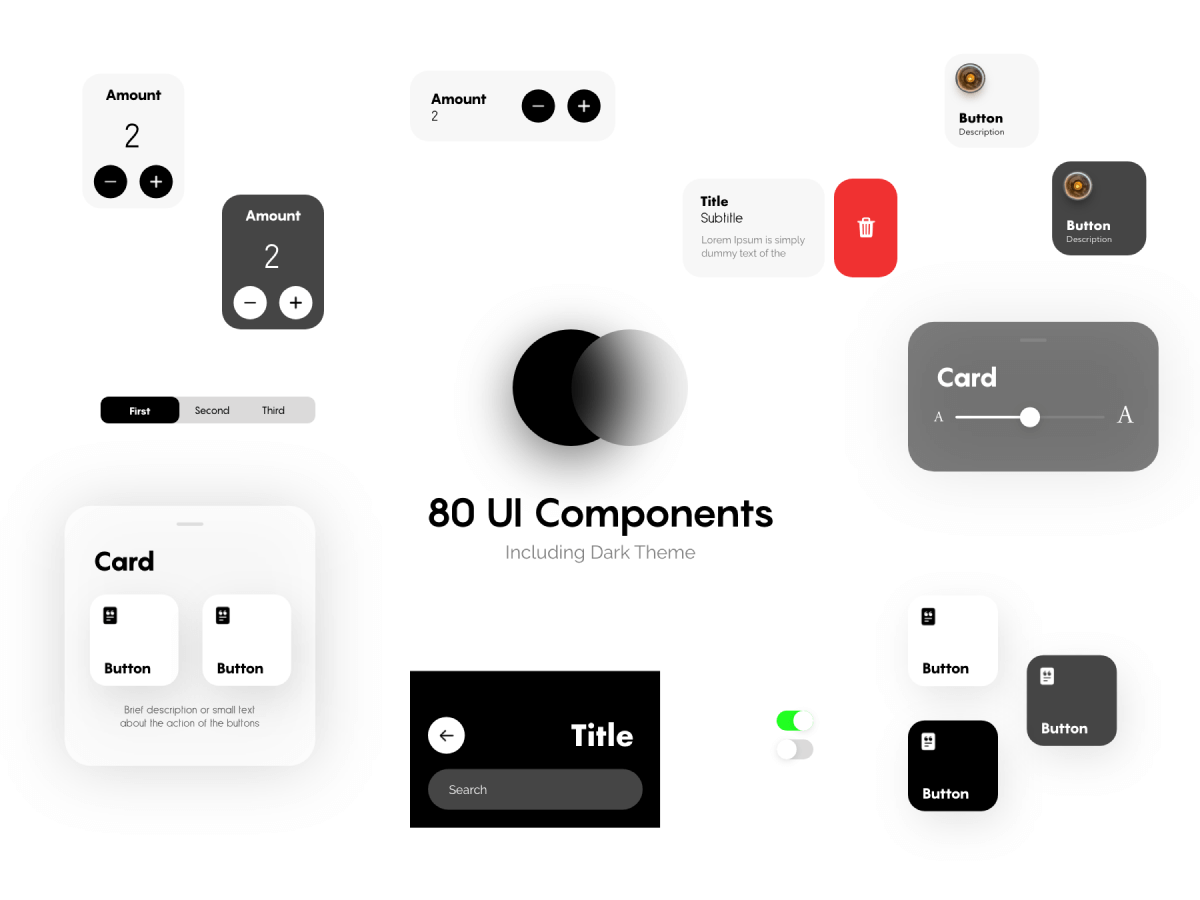 Amount
2
Amount
2
Amount
2
Button
Description
Title
Subtitle
Lorem Ipsum is simply
dummy text of the
Button
Description
First Second Third
Card
A A
80 UI Components
Including Dark Theme
Card
Button Button
Brief description or small text
about the action of the buttons
Title
Search
Button
Button
Button